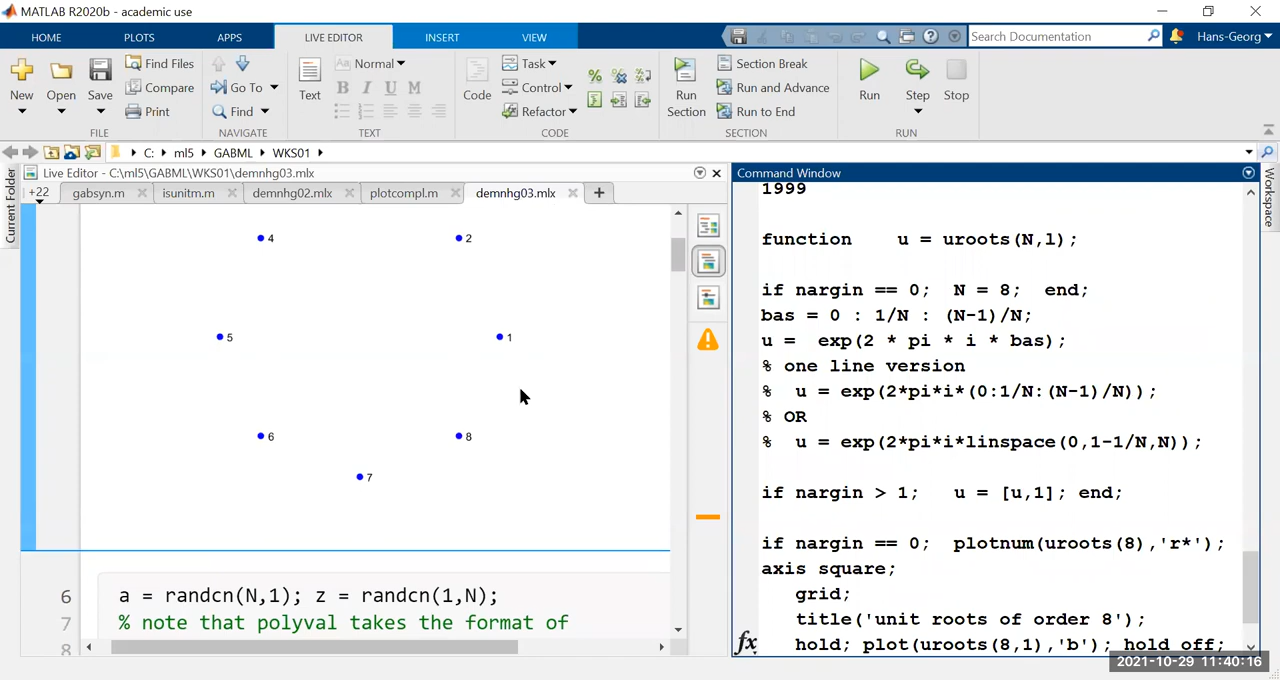 MATLAB R2020b - academic use
HOME PLOTS APPS LIVE EDITOR INSERT VIEW Search Documentation Hans-Georg
New Open Save Find Files Compare Print Go To Find Text Aa Normal B I U M Code Task Control Refactor Run Section Section Break Run and Advance Run to End Run Step Stop
FILE NAVIGATE TEXT CODE SECTION RUN
C: ml5 GABML WKS01
Current Folder
Live Editor - C:\ml5\GABML\WKS01\demnhg03.mlx
+22 gabsyn.m isunitm.m demnhg02.mlx plotcompl.m demnhg03.mlx +
4 2
5 1
6 8
7
6 a = randcn(N,1); z = randcn(1,N);
7 % note that polyval takes the format of
8
Command Window
1999
function u = uroots(N,l);
if nargin == 0; N = 8; end;
bas = 0 : 1/N : (N-1)/N;
u = exp(2 * pi * i * bas);
% one line version
% u = exp(2*pi*i*(0:1/N:(N-1)/N));
% OR
% u = exp(2*pi*i*linspace(0,1-1/N,N));
if nargin > 1; u = [u,1]; end;
if nargin == 0; plotnum(uroots(8),'r*');
axis square;
grid;
title('unit roots of order 8');
hold; plot(uroots(8,1),'b'); hold off;
fx
Workspace
2021-10-29 11:40:16